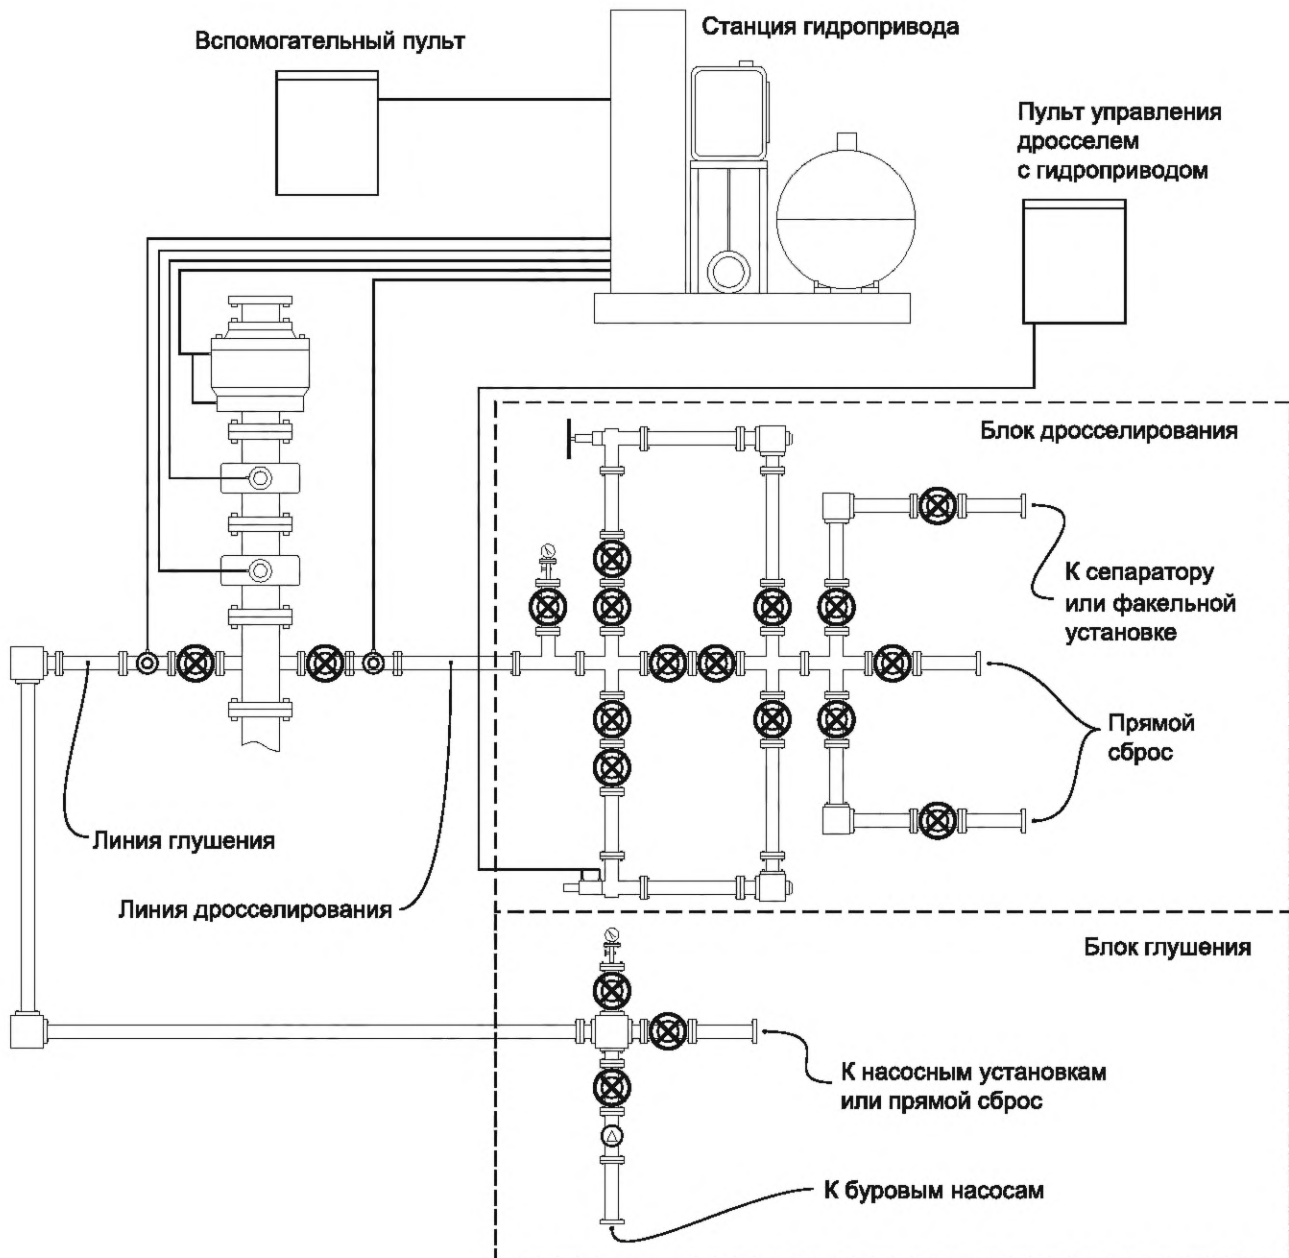 Вспомогательный пульт
Станция гидропривода
Пульт управления
дросселем
с гидроприводом
Блок дросселирования
К сепаратору
или факельной
установке
Прямой
сброс
Линия глушения
Линия дросселирования
Блок глушения
К насосным установкам
или прямой сброс
К буровым насосам